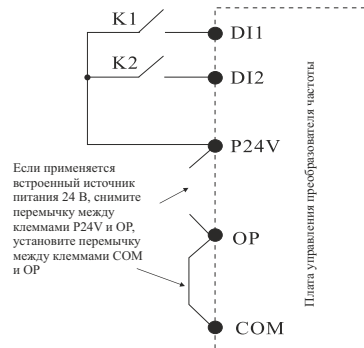 K1
DI1
K2
DI2
P24V
Если применяется
встроенный источник
питания 24 В, снимите
перемычку между
клеммами P24V и OP,
установите перемычку
между клеммами COM
и OP
OP
COM
Плата управления преобразователя частоты